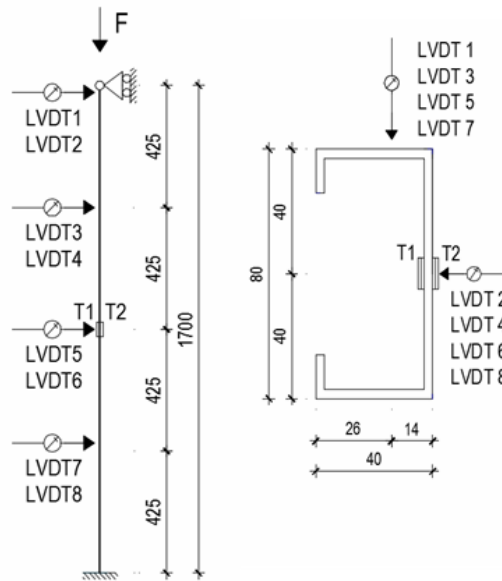 F
LVDT1
LVDT2
LVDT3
LVDT4
T1 T2
LVDT5
LVDT6
LVDT7
LVDT8
425
425
425
425
1700
LVDT 1
LVDT 3
LVDT 5
LVDT 7
80
40
40
T1 T2
LVDT 2
LVDT 4
LVDT 6
LVDT 8
26 14
40